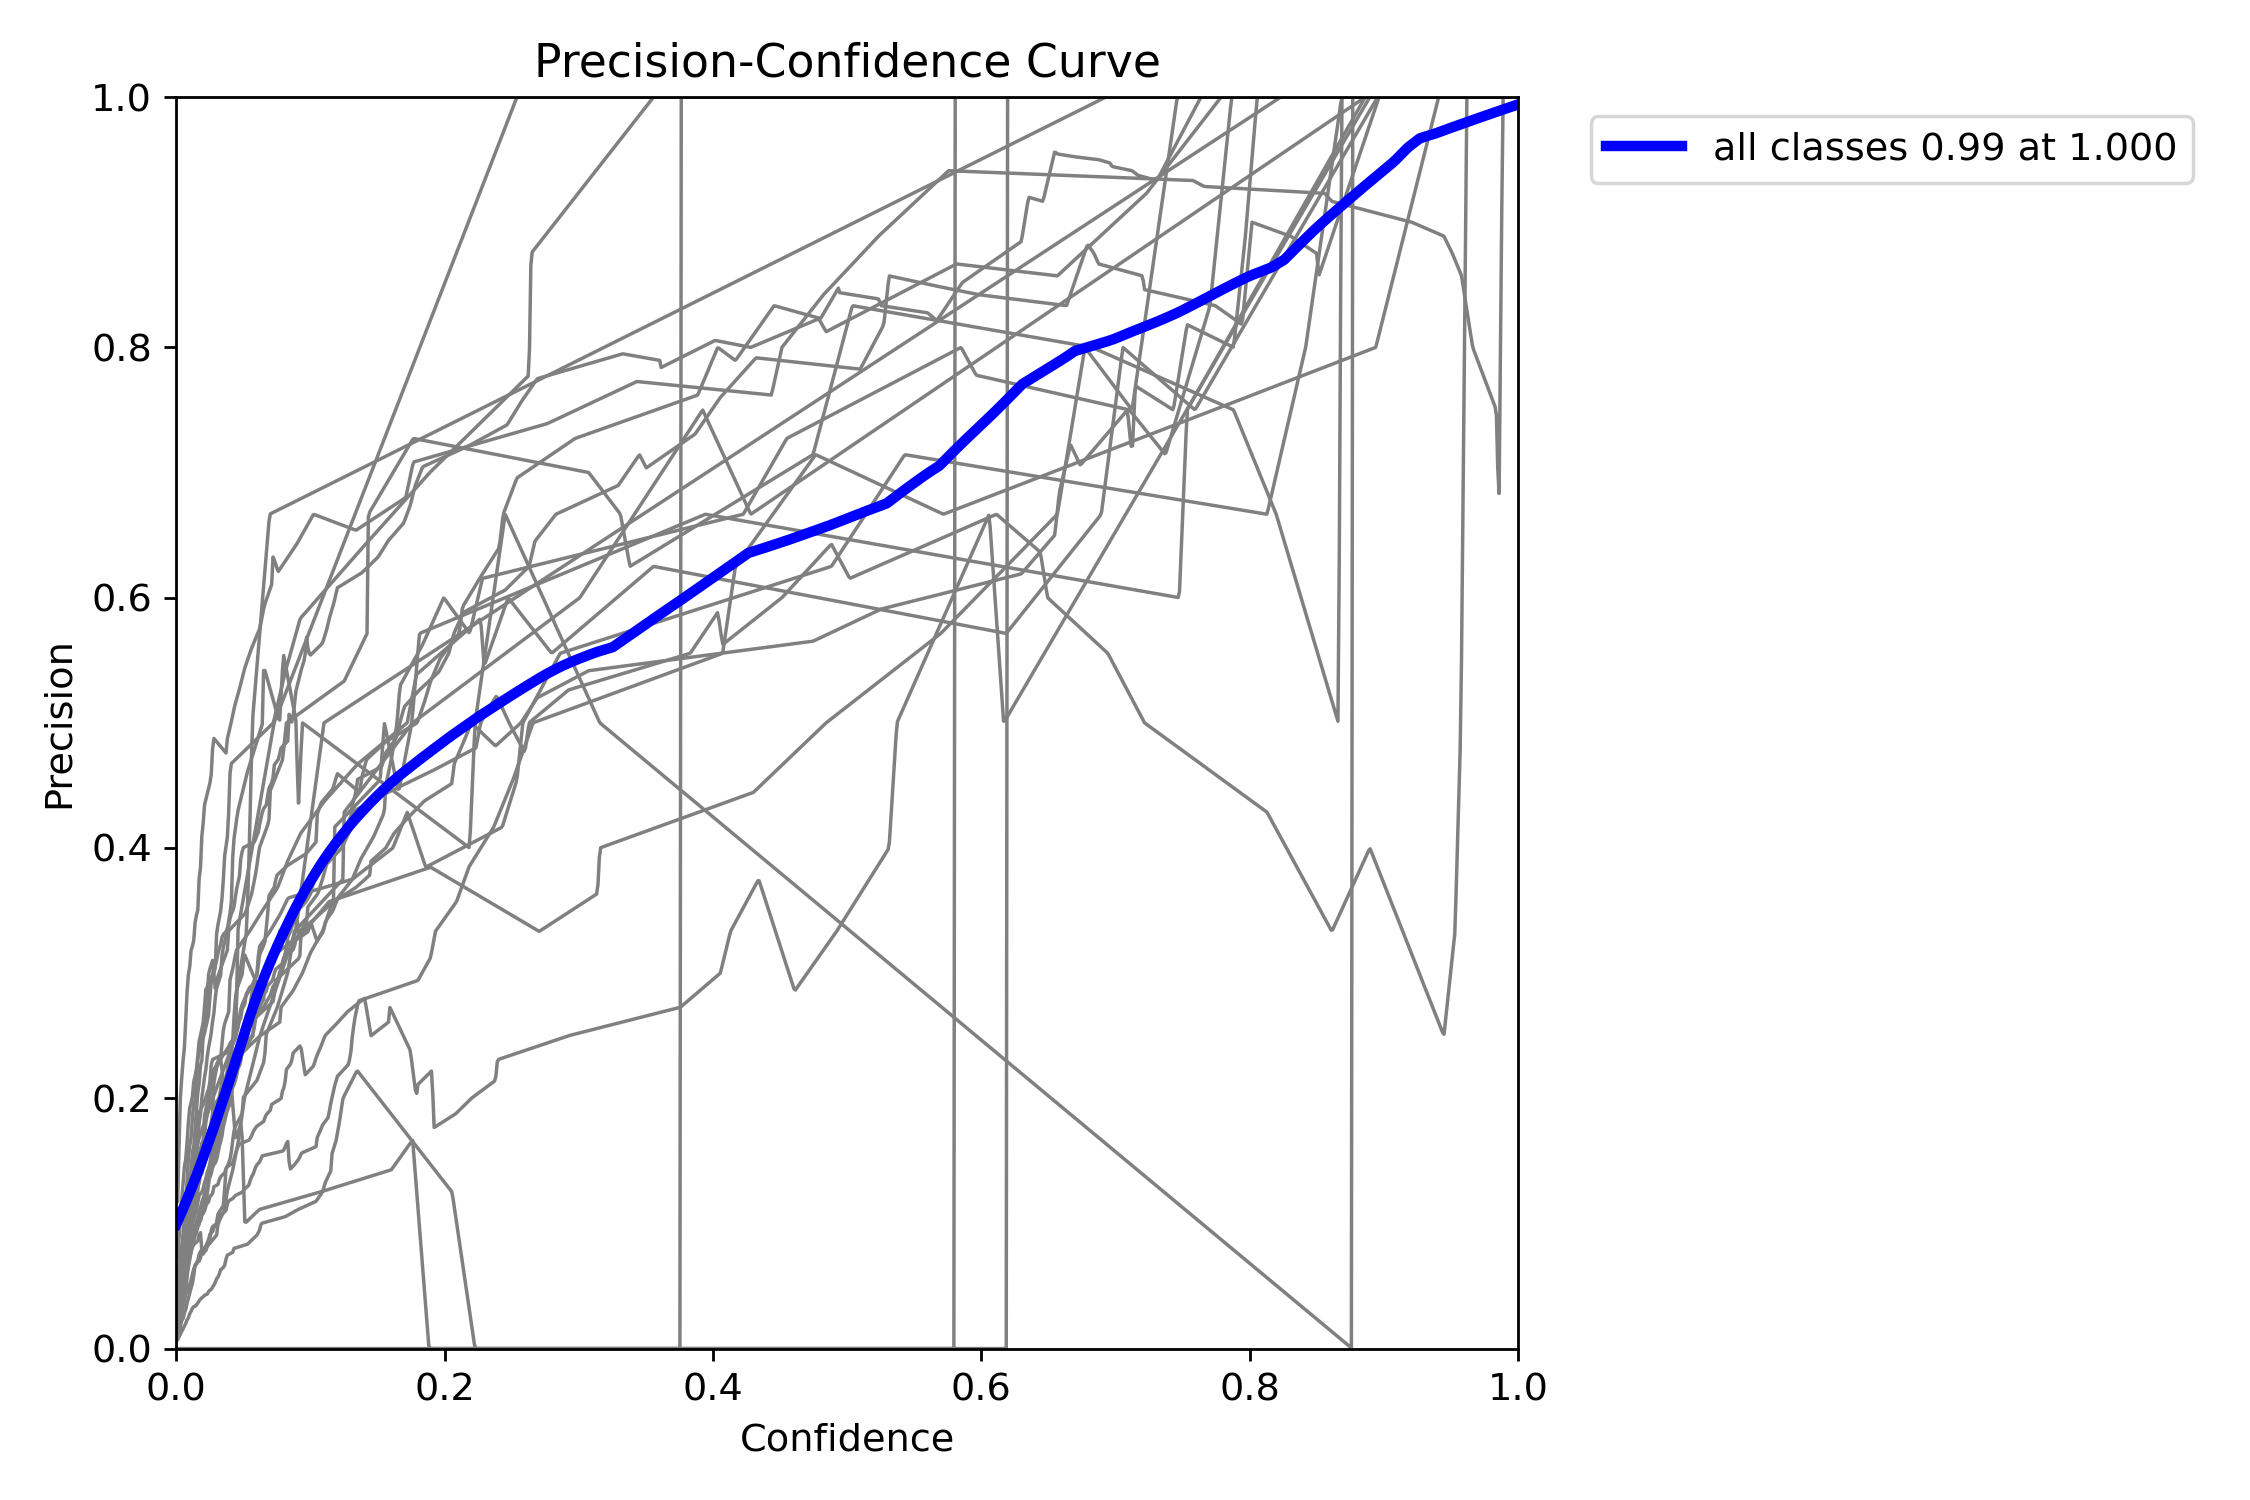 Precision-Confidence Curve
all classes 0.99 at 1.000
Precision
1.0
0.8
0.6
0.4
0.2
0.0
0.0 0.2 0.4 0.6 0.8 1.0
Confidence